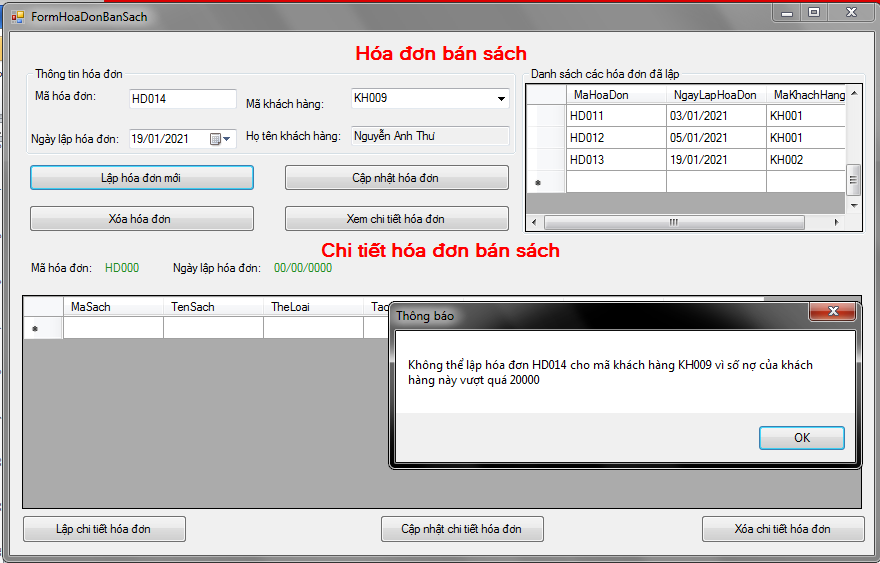 FormHoaDonBanSach
Hóa đơn bán sách
Thông tin hóa đơn
Mã hóa đơn:
HD014
Mã khách hàng:
KH009
Ngày lập hóa đơn:
19/01/2021
Họ tên khách hàng:
Nguyễn Anh Thư
Danh sách các hóa đơn đã lập
MaHoaDon NgayLapHoaDon MaKhachHang
HD011 03/01/2021 KH001
HD012 05/01/2021 KH001
HD013 19/01/2021 KH002
Lập hóa đơn mới
Cập nhật hóa đơn
Xóa hóa đơn
Xem chi tiết hóa đơn
Chi tiết hóa đơn bán sách
Mã hóa đơn: HD000 Ngày lập hóa đơn: 00/00/0000
MaSach TenSach TheLoai
Thông báo
Không thể lập hóa đơn HD014 cho mã khách hàng KH009 vì số nợ của khách
hàng này vượt quá 20000
OK
Lập chi tiết hóa đơn
Cập nhật chi tiết hóa đơn
Xóa chi tiết hóa đơn